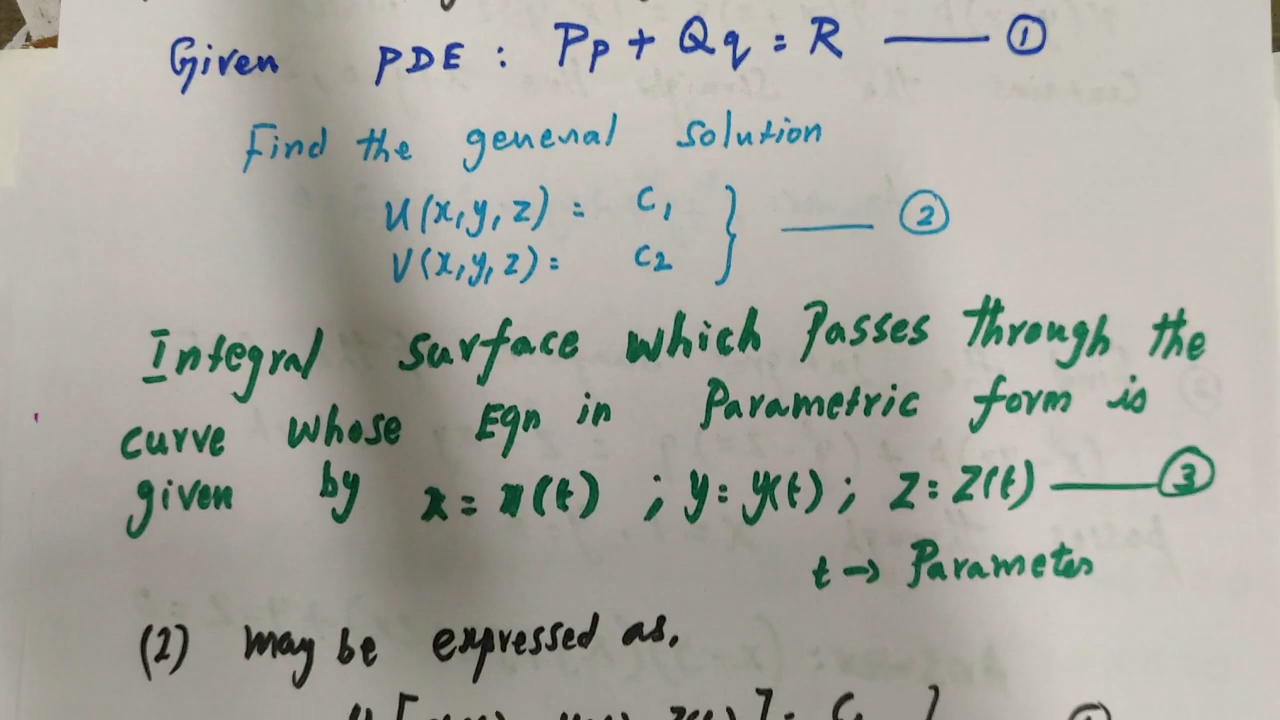 Given PDE : Pp + Qq = R —— ①
Find the general solution
u(x,y,z) = C₁
v(x,y,z) = C₂ } —— ②
Integral surface which Passes through the
curve whose Eqn in Parametric form is
given by x = x(t) ; y = y(t) ; z = z(t) —— ③
t → Parameter
(2) may be expressed as.